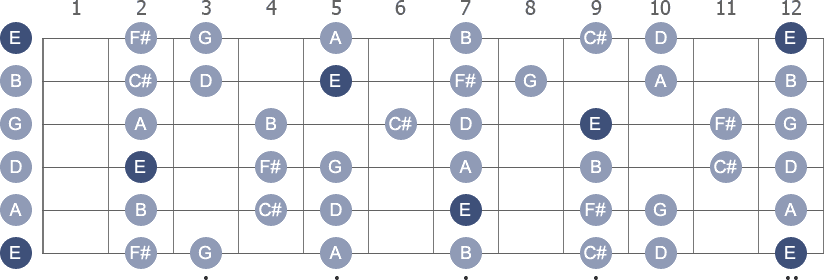 1 2 3 4 5 6 7 8 9 10 11 12
E F# G A B C# D E
B C# D E F# G A B
G A B C# D E F# G
D E F# G A B C# D
A B C# D E F# G A
E F# G A B C# D E